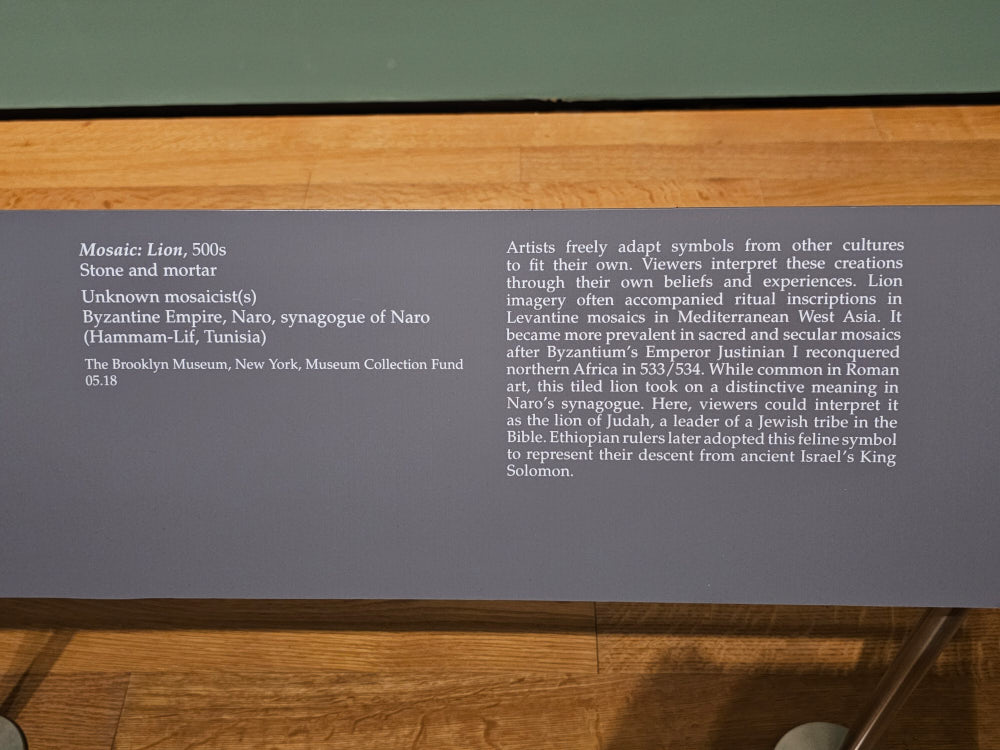 Mosaic: Lion, 500s
Stone and mortar
Unknown mosaicist(s)
Byzantine Empire, Naro, synagogue of Naro
(Hammam-Lif, Tunisia)
The Brooklyn Museum, New York, Museum Collection Fund
05.18
Artists freely adapt symbols from other cultures
to fit their own. Viewers interpret these creations
through their own beliefs and experiences. Lion
imagery often accompanied ritual inscriptions in
Levantine mosaics in Mediterranean West Asia. It
became more prevalent in sacred and secular mosaics
after Byzantium's Emperor Justinian I reconquered
northern Africa in 533/534. While common in Roman
art, this tiled lion took on a distinctive meaning in
Naro's synagogue. Here, viewers could interpret it
as the lion of Judah, a leader of a Jewish tribe in the
Bible. Ethiopian rulers later adopted this feline symbol
to represent their descent from ancient Israel's King
Solomon.